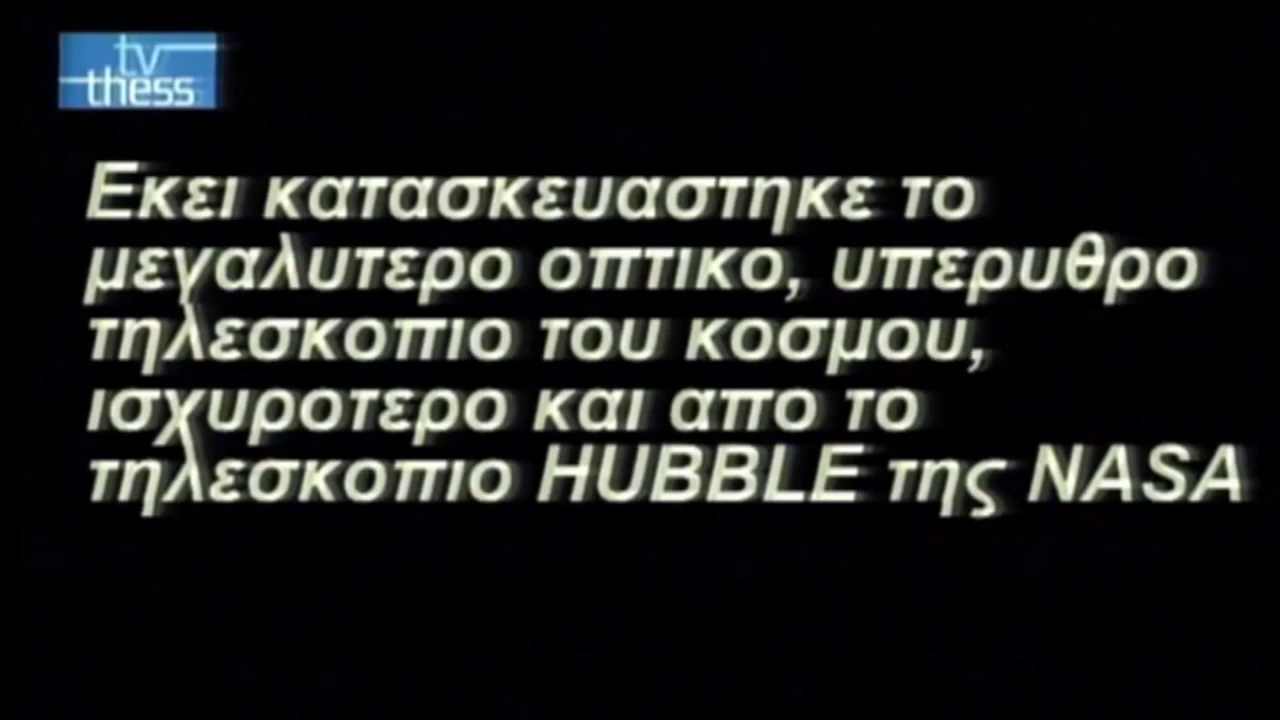 tv
thess
Εκει κατασκευαστηκε το
μεγαλυτερο οπτικο, υπερυθρο
τηλεσκοπιο του κοσμου,
ισχυροτερο και απο το
τηλεσκοπιο HUBBLE της NASA